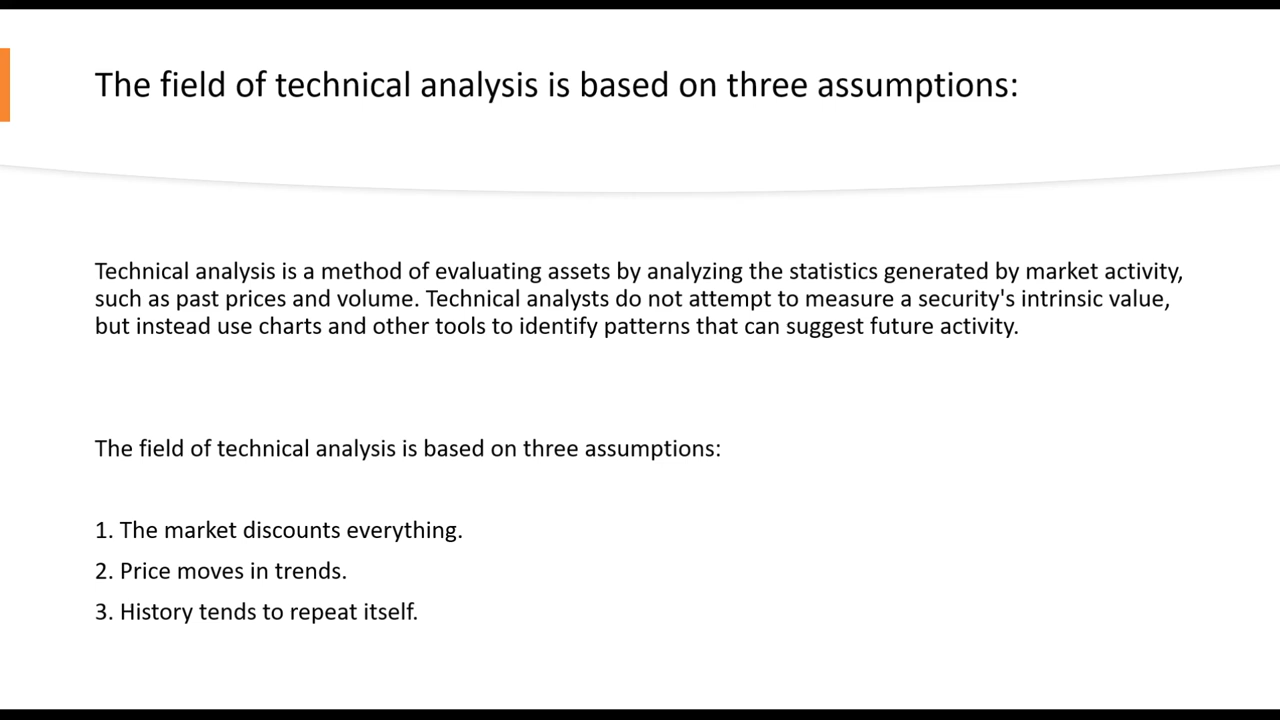 The field of technical analysis is based on three assumptions:
Technical analysis is a method of evaluating assets by analyzing the statistics generated by market activity,
such as past prices and volume. Technical analysts do not attempt to measure a security's intrinsic value,
but instead use charts and other tools to identify patterns that can suggest future activity.
The field of technical analysis is based on three assumptions:
1. The market discounts everything.
2. Price moves in trends.
3. History tends to repeat itself.